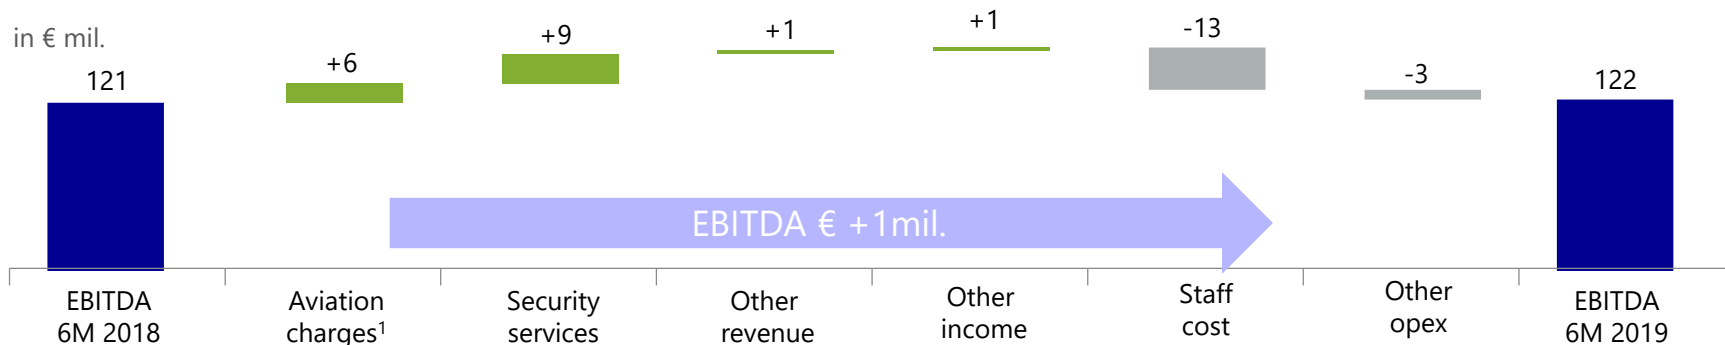 in € mil.
121
+6
+9
+1
+1
-13
-3
122
EBITDA € +1mil.
EBITDA
6M 2018
Aviation
charges¹
Security
services
Other
revenue
Other
income
Staff
cost
Other
opex
EBITDA
6M 2019